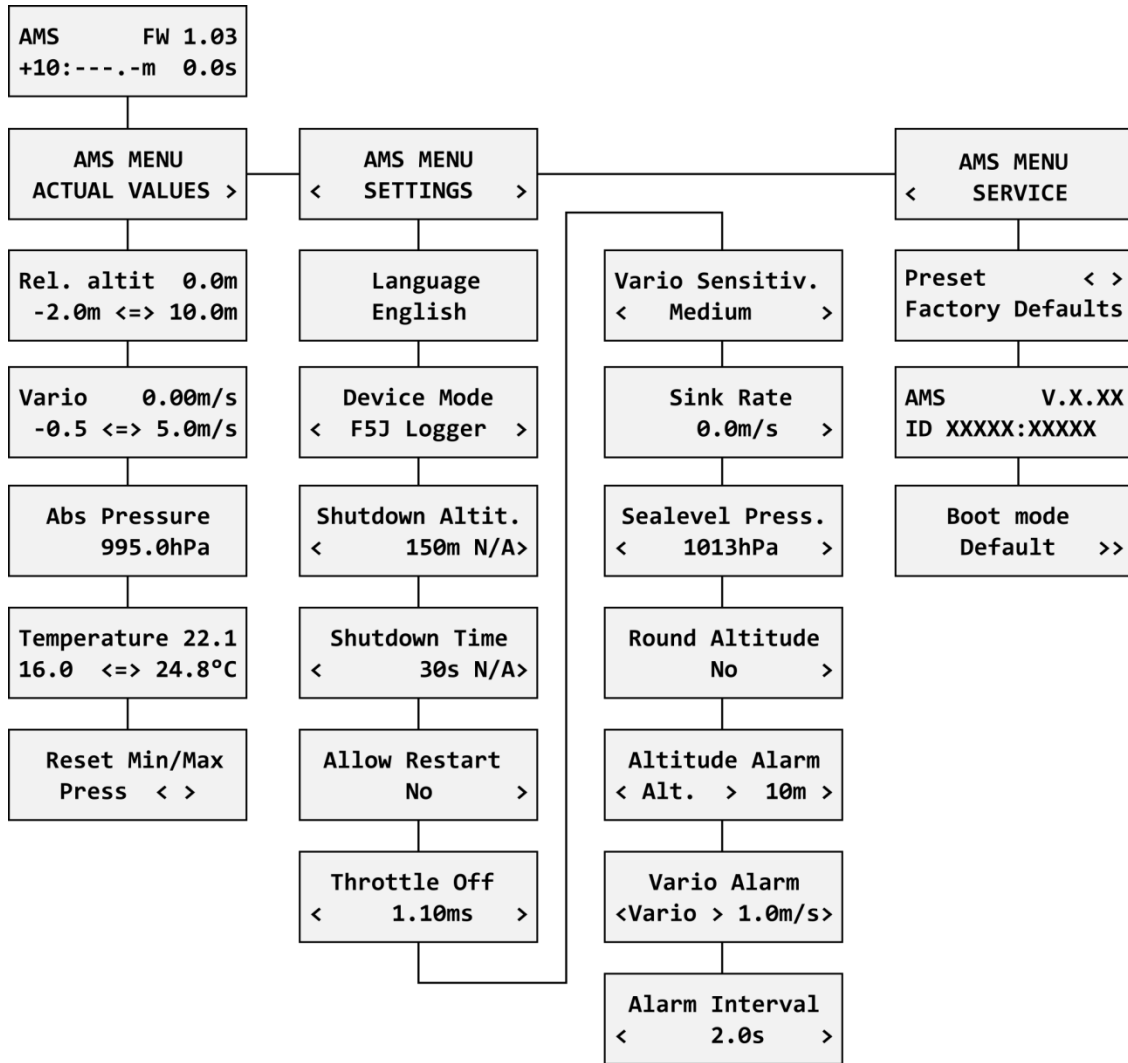 AMS FW 1.03
+10:---.-m 0.0s
AMS MENU
ACTUAL VALUES >
Rel. altit 0.0m
-2.0m <=> 10.0m
Vario 0.00m/s
-0.5 <=> 5.0m/s
Abs Pressure
995.0hPa
Temperature 22.1
16.0 <=> 24.8°C
Reset Min/Max
Press < >
AMS MENU
< SETTINGS >
Language
English
Device Mode
< F5J Logger >
Shutdown Altit.
< 150m N/A>
Shutdown Time
< 30s N/A>
Allow Restart
No >
Throttle Off
< 1.10ms >
Vario Sensitiv.
< Medium >
Sink Rate
0.0m/s >
Sealevel Press.
< 1013hPa >
Round Altitude
No >
Altitude Alarm
< Alt. > 10m >
Vario Alarm
<Vario > 1.0m/s>
Alarm Interval
< 2.0s >
AMS MENU
< SERVICE
Preset < >
Factory Defaults
AMS V.X.XX
ID XXXXX:XXXXX
Boot mode
Default >>